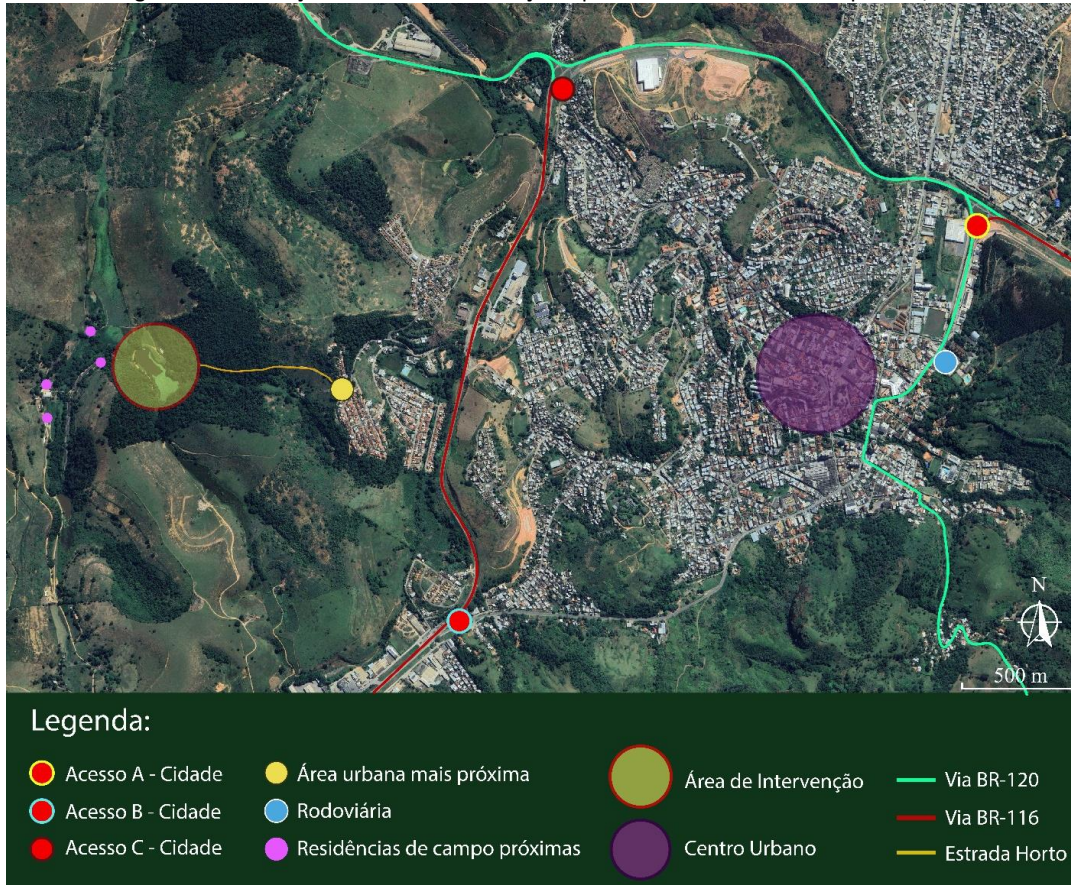 N
500 m
Legenda:
Acesso A - Cidade
Acesso B - Cidade
Acesso C - Cidade
Área urbana mais próxima
Rodoviária
Residências de campo próximas
Área de Intervenção
Centro Urbano
Via BR-120
Via BR-116
Estrada Horto